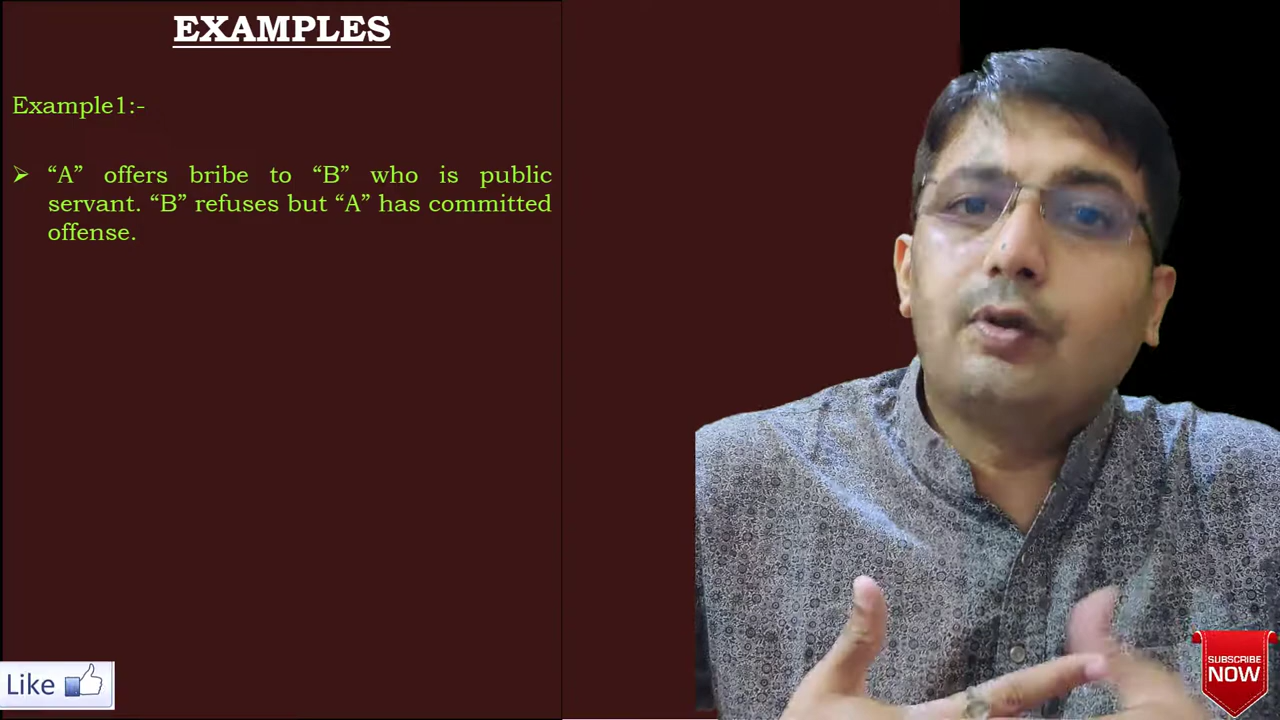 EXAMPLES
Example1:-
➢ “A” offers bribe to “B” who is public
servant. “B” refuses but “A” has committed
offense.
Like
SUBSCRIBE
NOW